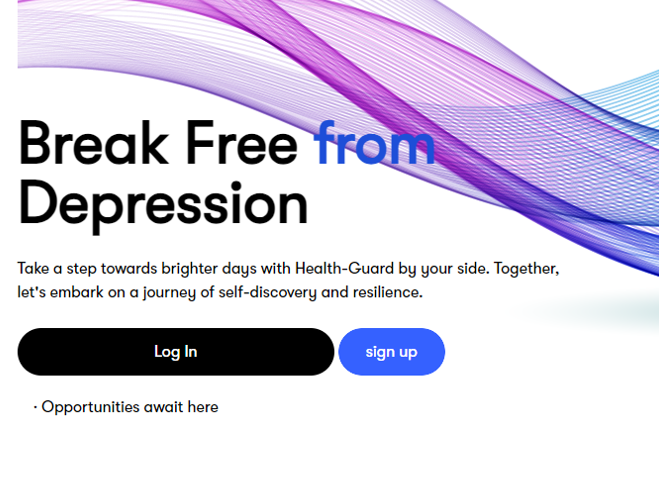 Break Free from
Depression
Take a step towards brighter days with Health-Guard by your side. Together,
let's embark on a journey of self-discovery and resilience.
Log In
sign up
· Opportunities await here